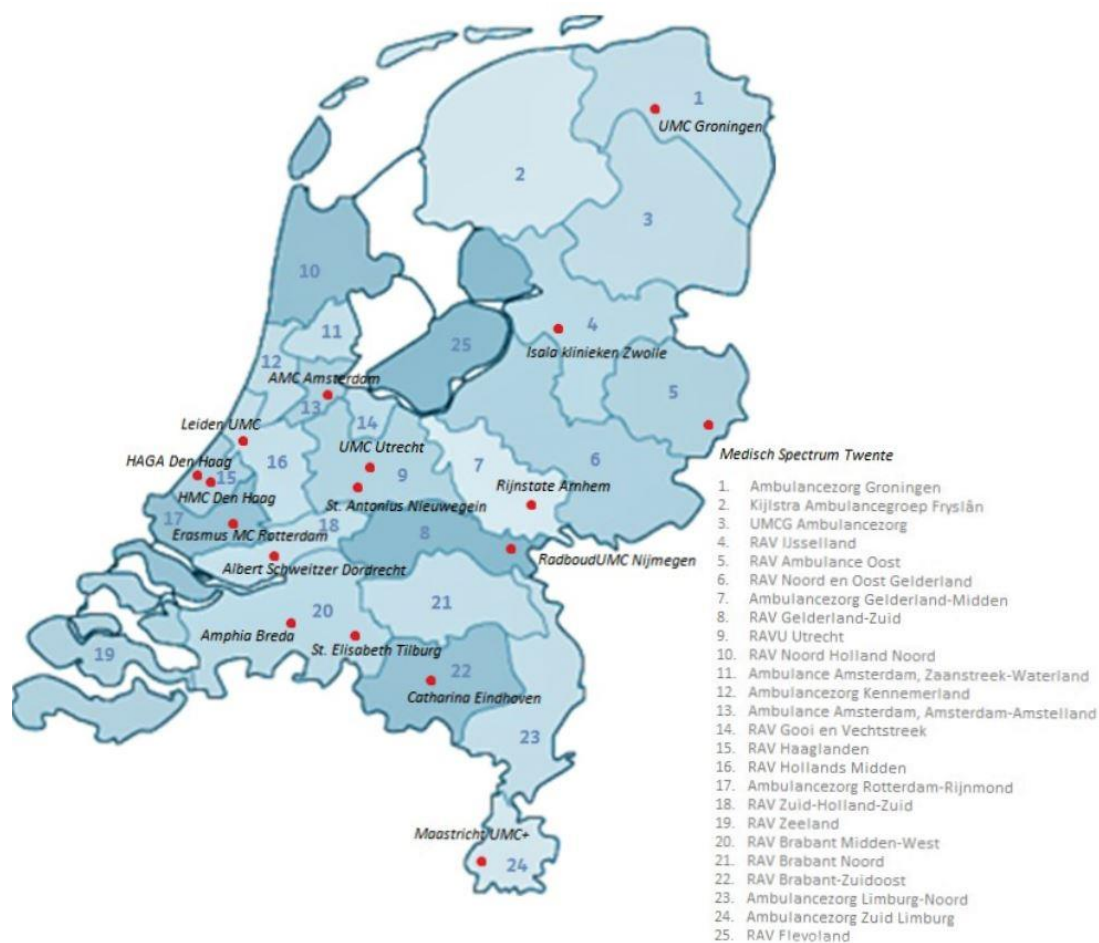 1
UMC Groningen
2
3
10
4
11
25
Isala klinieken Zwolle
12
AMC Amsterdam
5
13
Leiden UMC
14
UMC Utrecht
HAGA Den Haag
16
7
6
Medisch Spectrum Twente
15
9
Rijnstate Arnhem
HMC Den Haag
St. Antonius Nieuwegein
17
18
8
Erasmus MC Rotterdam
RadboudUMC Nijmegen
Albert Schweitzer Dordrecht
21
20
Amphia Breda
St. Elisabeth Tilburg
19
22
Catharina Eindhoven
23
Maastricht UMC+
24
1. Ambulancezorg Groningen
2. Kijlstra Ambulancegroep Fryslân
3. UMCG Ambulancezorg
4. RAV IJsselland
5. RAV Ambulance Oost
6. RAV Noord en Oost Gelderland
7. Ambulancezorg Gelderland-Midden
8. RAV Gelderland-Zuid
9. RAVU Utrecht
10. RAV Noord Holland Noord
11. Ambulance Amsterdam, Zaanstreek-Waterland
12. Ambulancezorg Kennemerland
13. Ambulance Amsterdam, Amsterdam-Amstelland
14. RAV Gooi en Vechtstreek
15. RAV Haaglanden
16. RAV Hollands Midden
17. Ambulancezorg Rotterdam-Rijnmond
18. RAV Zuid-Holland-Zuid
19. RAV Zeeland
20. RAV Brabant Midden-West
21. RAV Brabant Noord
22. RAV Brabant-Zuidoost
23. Ambulancezorg Limburg-Noord
24. Ambulancezorg Zuid Limburg
25. RAV Flevoland